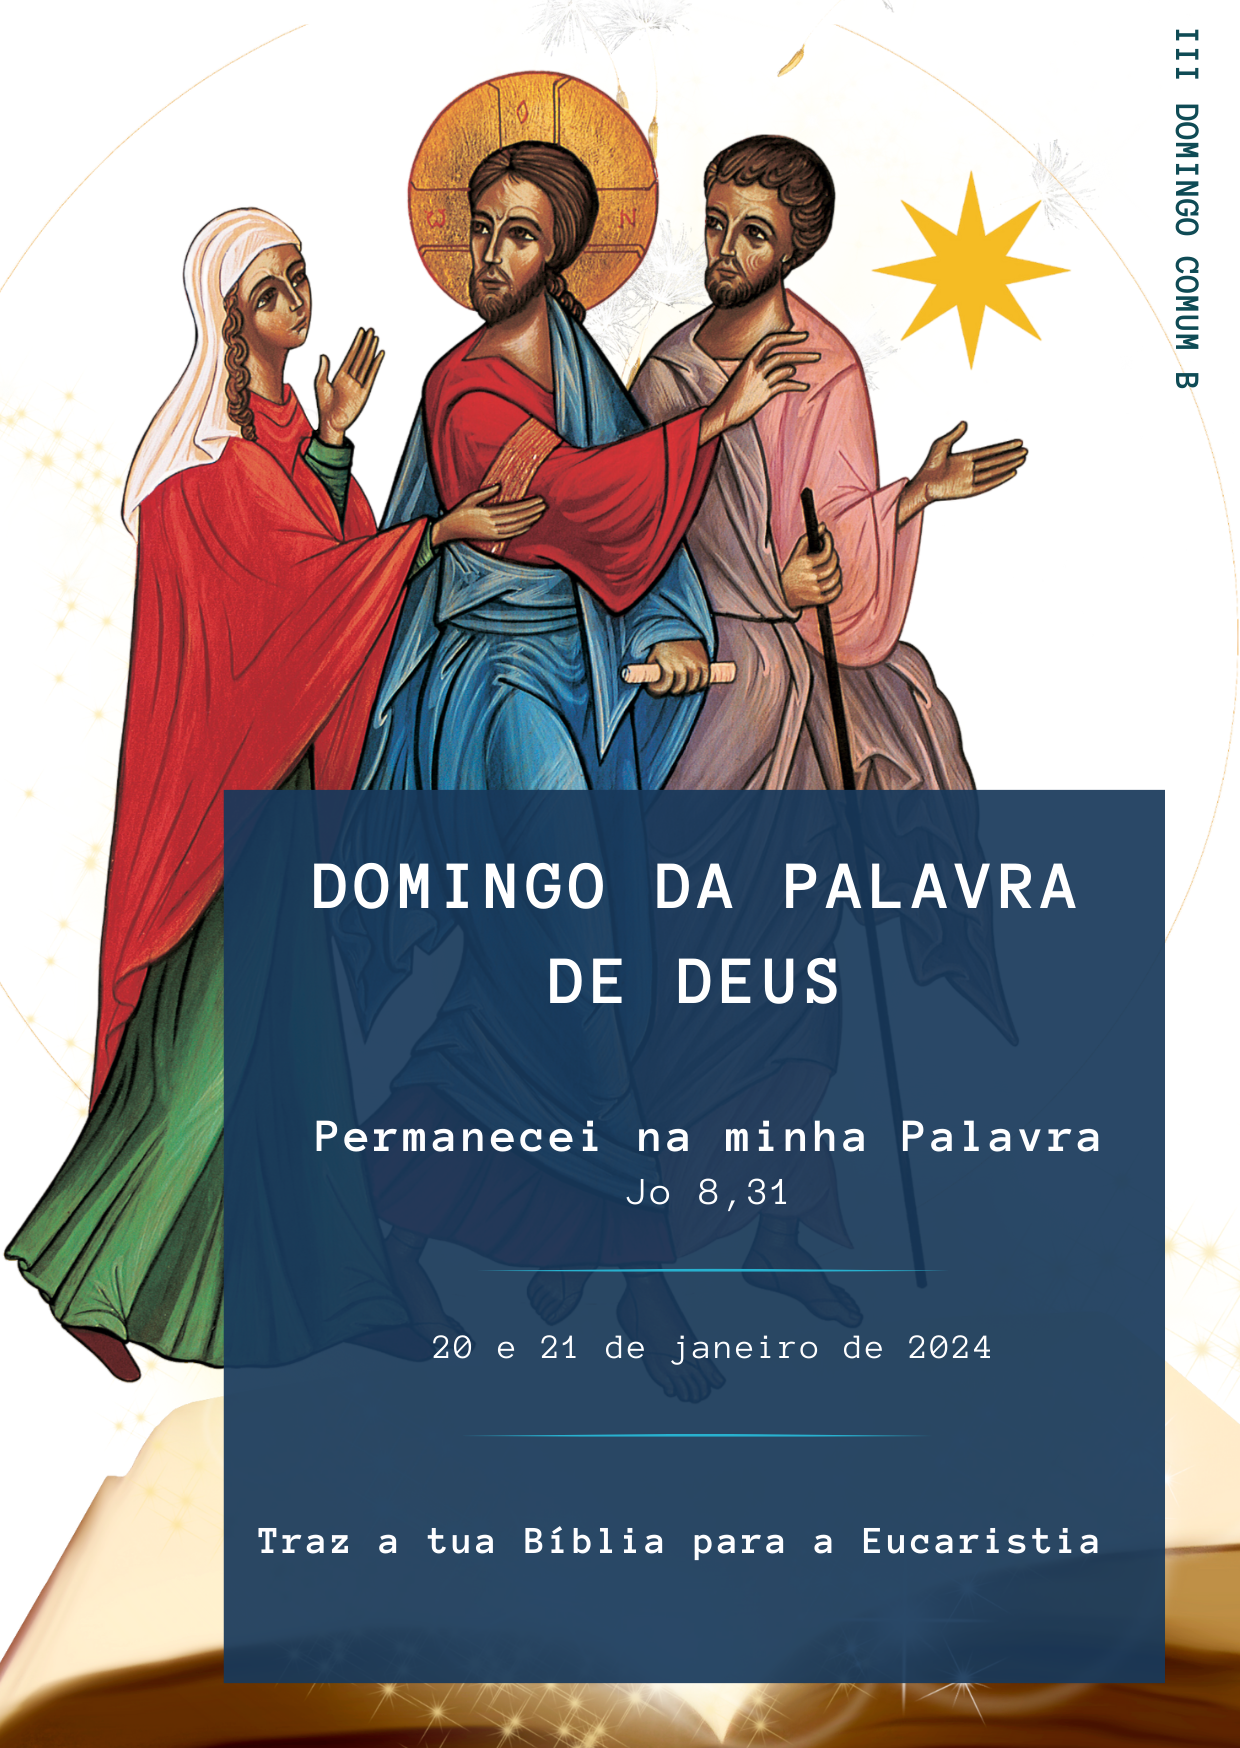 III DOMINGO COMUM B
ω
N
DOMINGO DA PALAVRA
DE DEUS
Permanecei na minha Palavra
Jo 8,31
20 e 21 de janeiro de 2024
Traz a tua Bíblia para a Eucaristia